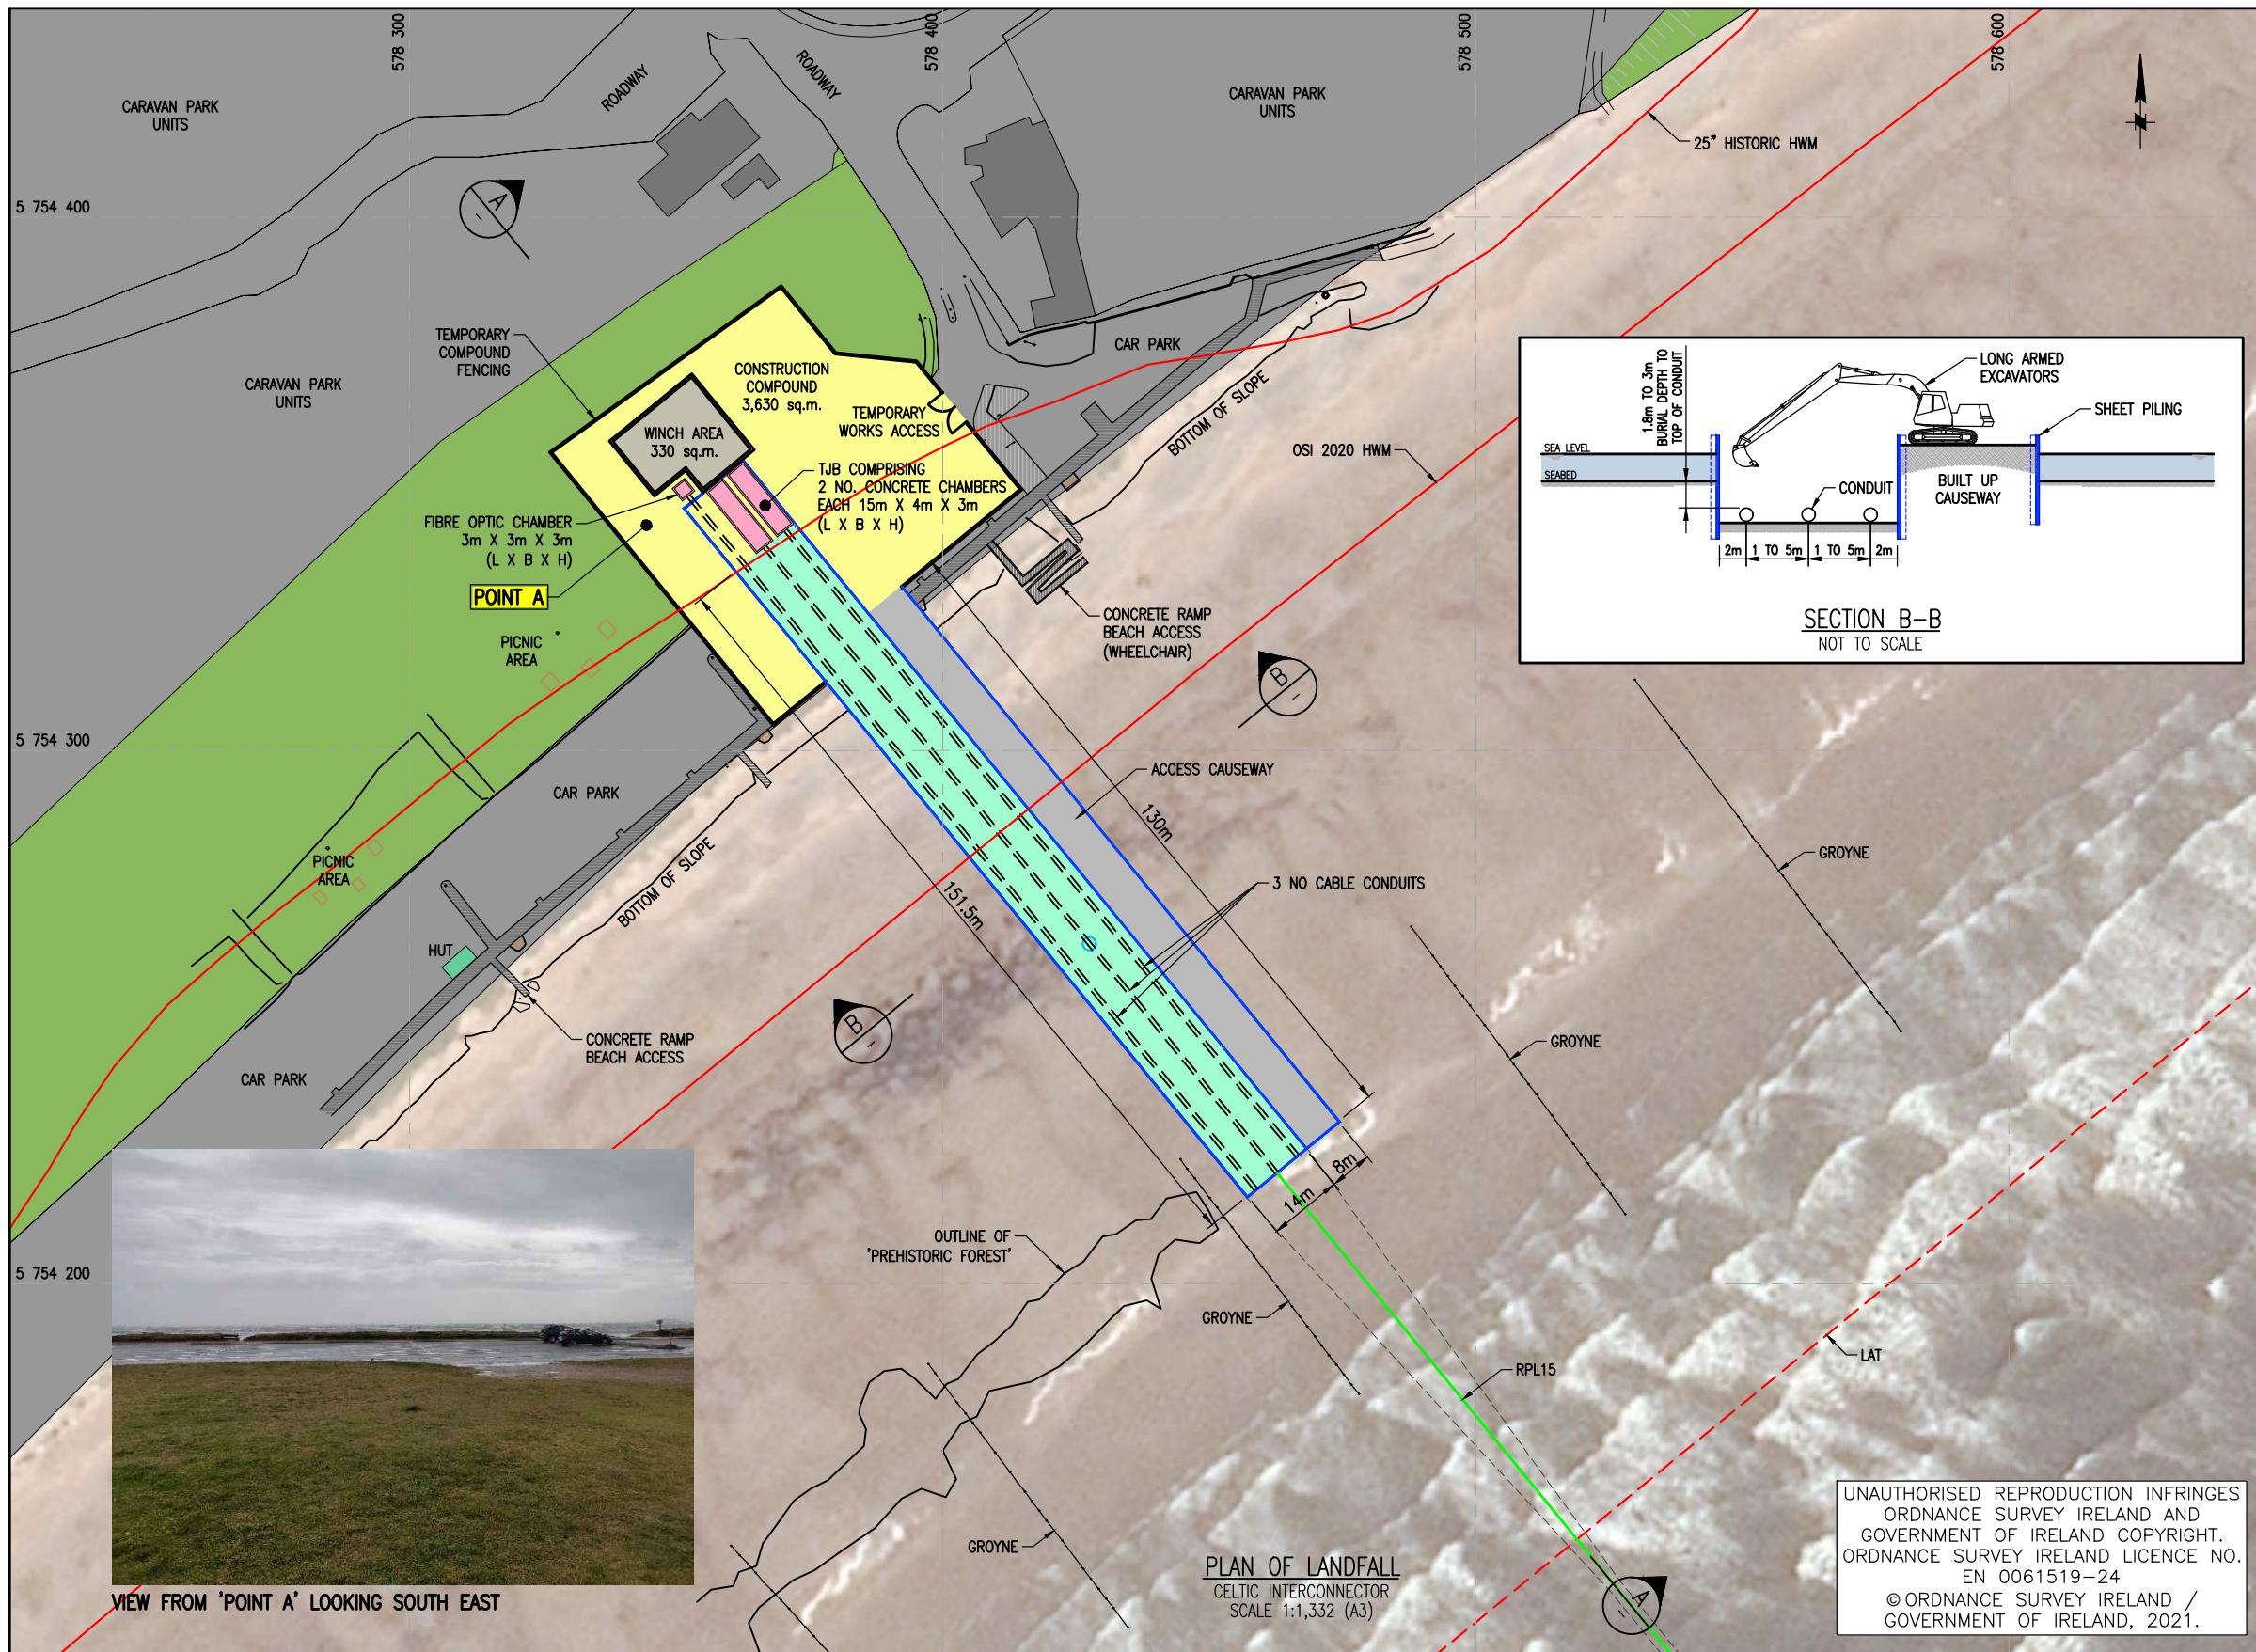 578 300
578 400
578 500
578 600
5 754 400
5 754 300
5 754 200
CARAVAN PARK
UNITS
ROADWAY
ROADWAY
CARAVAN PARK
UNITS
25" HISTORIC HWM
A
-
TEMPORARY
COMPOUND
FENCING
CARAVAN PARK
UNITS
CONSTRUCTION
COMPOUND
3,630 sq.m.
CAR PARK
TEMPORARY
WORKS ACCESS
BOTTOM OF SLOPE
WINCH AREA
330 sq.m.
OSI 2020 HWM
TJB COMPRISING
2 NO. CONCRETE CHAMBERS
EACH 15m X 4m X 3m
(L X B X H)
FIBRE OPTIC CHAMBER
3m X 3m X 3m
(L X B X H)
POINT A
PICNIC
AREA
CONCRETE RAMP
BEACH ACCESS
(WHEELCHAIR)
B
-
1.8m TO 3m
BURIAL DEPTH TO
TOP OF CONDUIT
LONG ARMED
EXCAVATORS
SHEET PILING
SEA LEVEL
SEABED
CONDUIT
BUILT UP
CAUSEWAY
2m
1 TO 5m
1 TO 5m
2m
SECTION B-B
NOT TO SCALE
CAR PARK
ACCESS CAUSEWAY
130m
151.5m
GROYNE
3 NO CABLE CONDUITS
PICNIC
AREA
BOTTOM OF SLOPE
HUT
B
-
CONCRETE RAMP
BEACH ACCESS
CAR PARK
GROYNE
8m
14m
OUTLINE OF
'PREHISTORIC FOREST'
GROYNE
RPL15
LAT
GROYNE
PLAN OF LANDFALL
CELTIC INTERCONNECTOR
SCALE 1:1,332 (A3)
A
-
VIEW FROM 'POINT A' LOOKING SOUTH EAST
UNAUTHORISED REPRODUCTION INFRINGES
ORDNANCE SURVEY IRELAND AND
GOVERNMENT OF IRELAND COPYRIGHT.
ORDNANCE SURVEY IRELAND LICENCE NO.
EN 0061519-24
© ORDNANCE SURVEY IRELAND /
GOVERNMENT OF IRELAND, 2021.